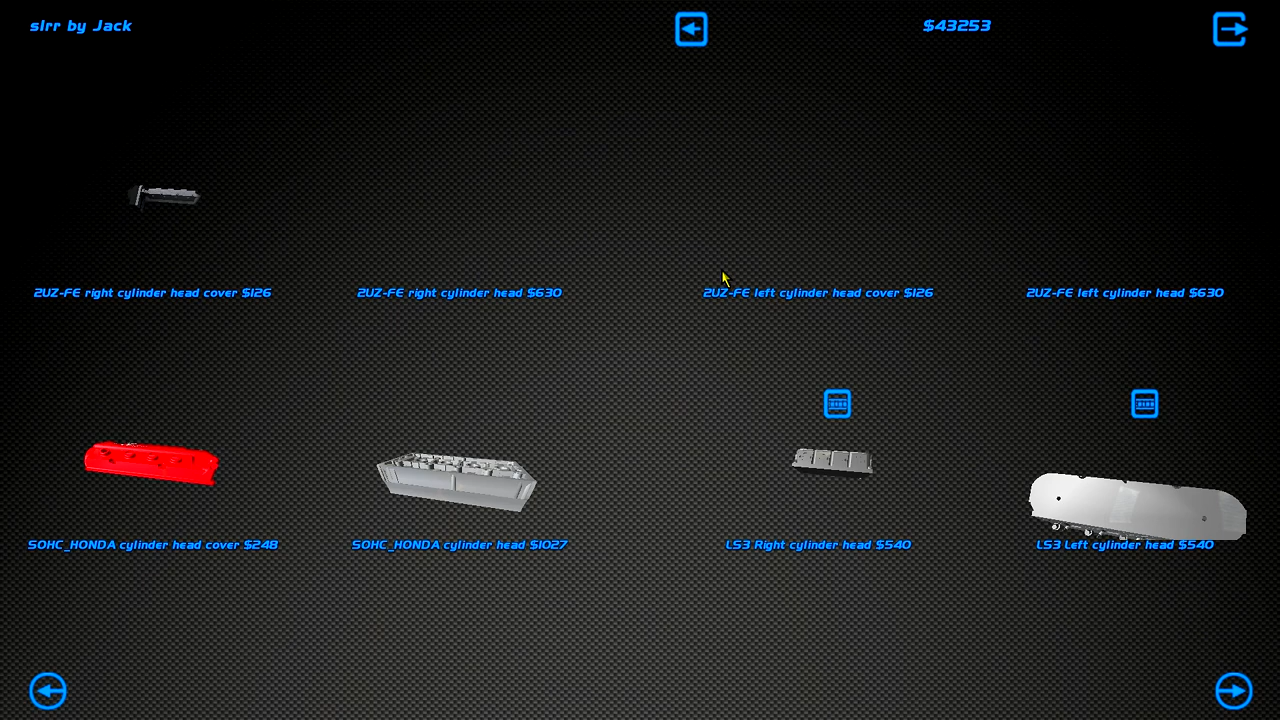 slrr by Jack
$43253
2UZ-FE right cylinder head cover $126
2UZ-FE right cylinder head $630
2UZ-FE left cylinder head cover $126
2UZ-FE left cylinder head $630
SOHC_HONDA cylinder head cover $248
SOHC_HONDA cylinder head $1027
LS3 Right cylinder head $540
LS3 Left cylinder head $540